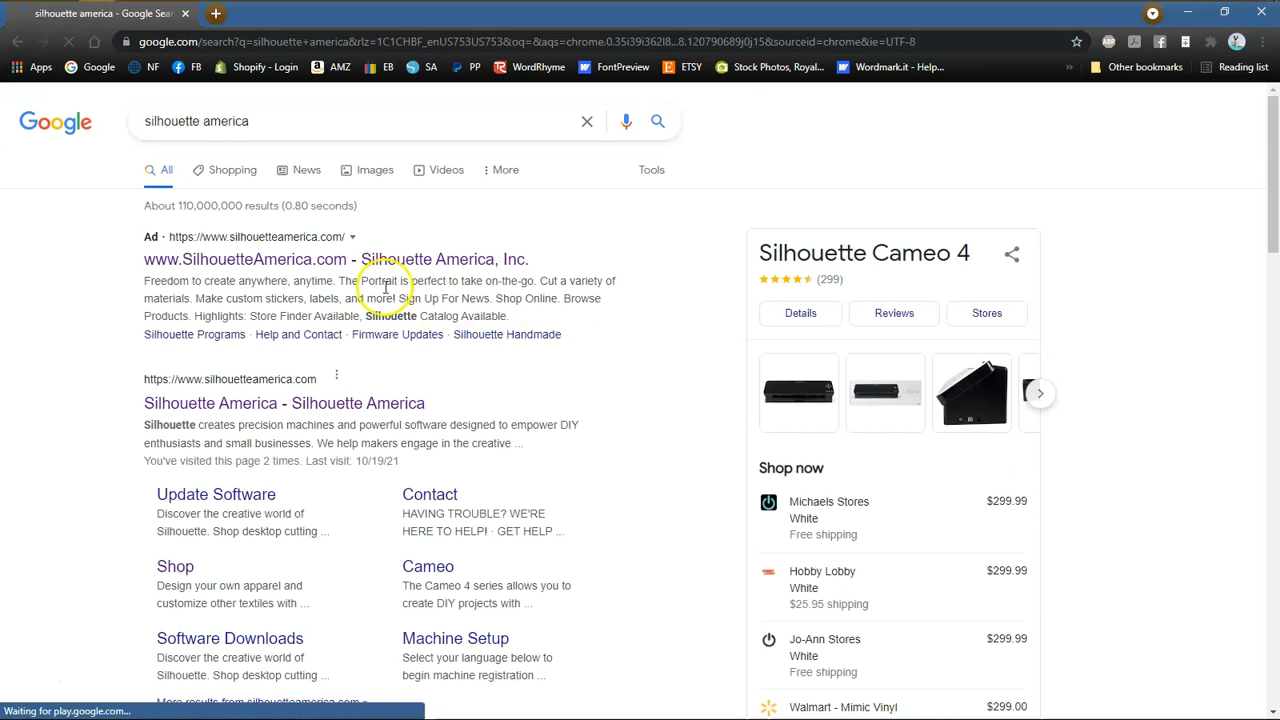 silhouette america - Google Sea
google.com/search?q=silhouette+america&rlz=1C1CHBF_enUS753US753&oq=&aqs=chrome.0.35i39i362l8...8.120790689j0j15&sourceid=chrome&ie=UTF-8
Apps Google NF FB Shopify - Login AMZ EB SA PP WordRhyme FontPreview ETSY Stock Photos, Royal... Wordmark.it - Help... » Other bookmarks Reading list
Google silhouette america
All Shopping News Images Videos More Tools
About 110,000,000 results (0.80 seconds)
Ad · https://www.silhouetteamerica.com/
www.SilhouetteAmerica.com - Silhouette America, Inc.
Freedom to create anywhere, anytime. The Portrait is perfect to take on-the-go. Cut a variety of
materials. Make custom stickers, labels, and more! Sign Up For News. Shop Online. Browse
Products. Highlights: Store Finder Available, Silhouette Catalog Available.
Silhouette Programs · Help and Contact · Firmware Updates · Silhouette Handmade
https://www.silhouetteamerica.com
Silhouette America - Silhouette America
Silhouette creates precision machines and powerful software designed to empower DIY
enthusiasts and small businesses. We help makers engage in the creative ...
You've visited this page 2 times. Last visit: 10/19/21
Update Software
Discover the creative world of
Silhouette. Shop desktop cutting ...
Contact
HAVING TROUBLE? WE'RE
HERE TO HELP! · GET HELP ...
Shop
Design your own apparel and
customize other textiles with ...
Cameo
The Cameo 4 series allows you to
create DIY projects with ...
Software Downloads
Discover the creative world of
Silhouette. Shop desktop cutting ...
Machine Setup
Select your language below to
begin machine registration ...
More results from silhouetteamerica.com »
Silhouette Cameo 4
(299)
Details Reviews Stores
Shop now
Michaels Stores $299.99
White
Free shipping
Hobby Lobby $299.99
White
$25.95 shipping
Jo-Ann Stores $299.99
White
Free shipping
Walmart - Mimic Vinyl $299.00
Waiting for play.google.com...